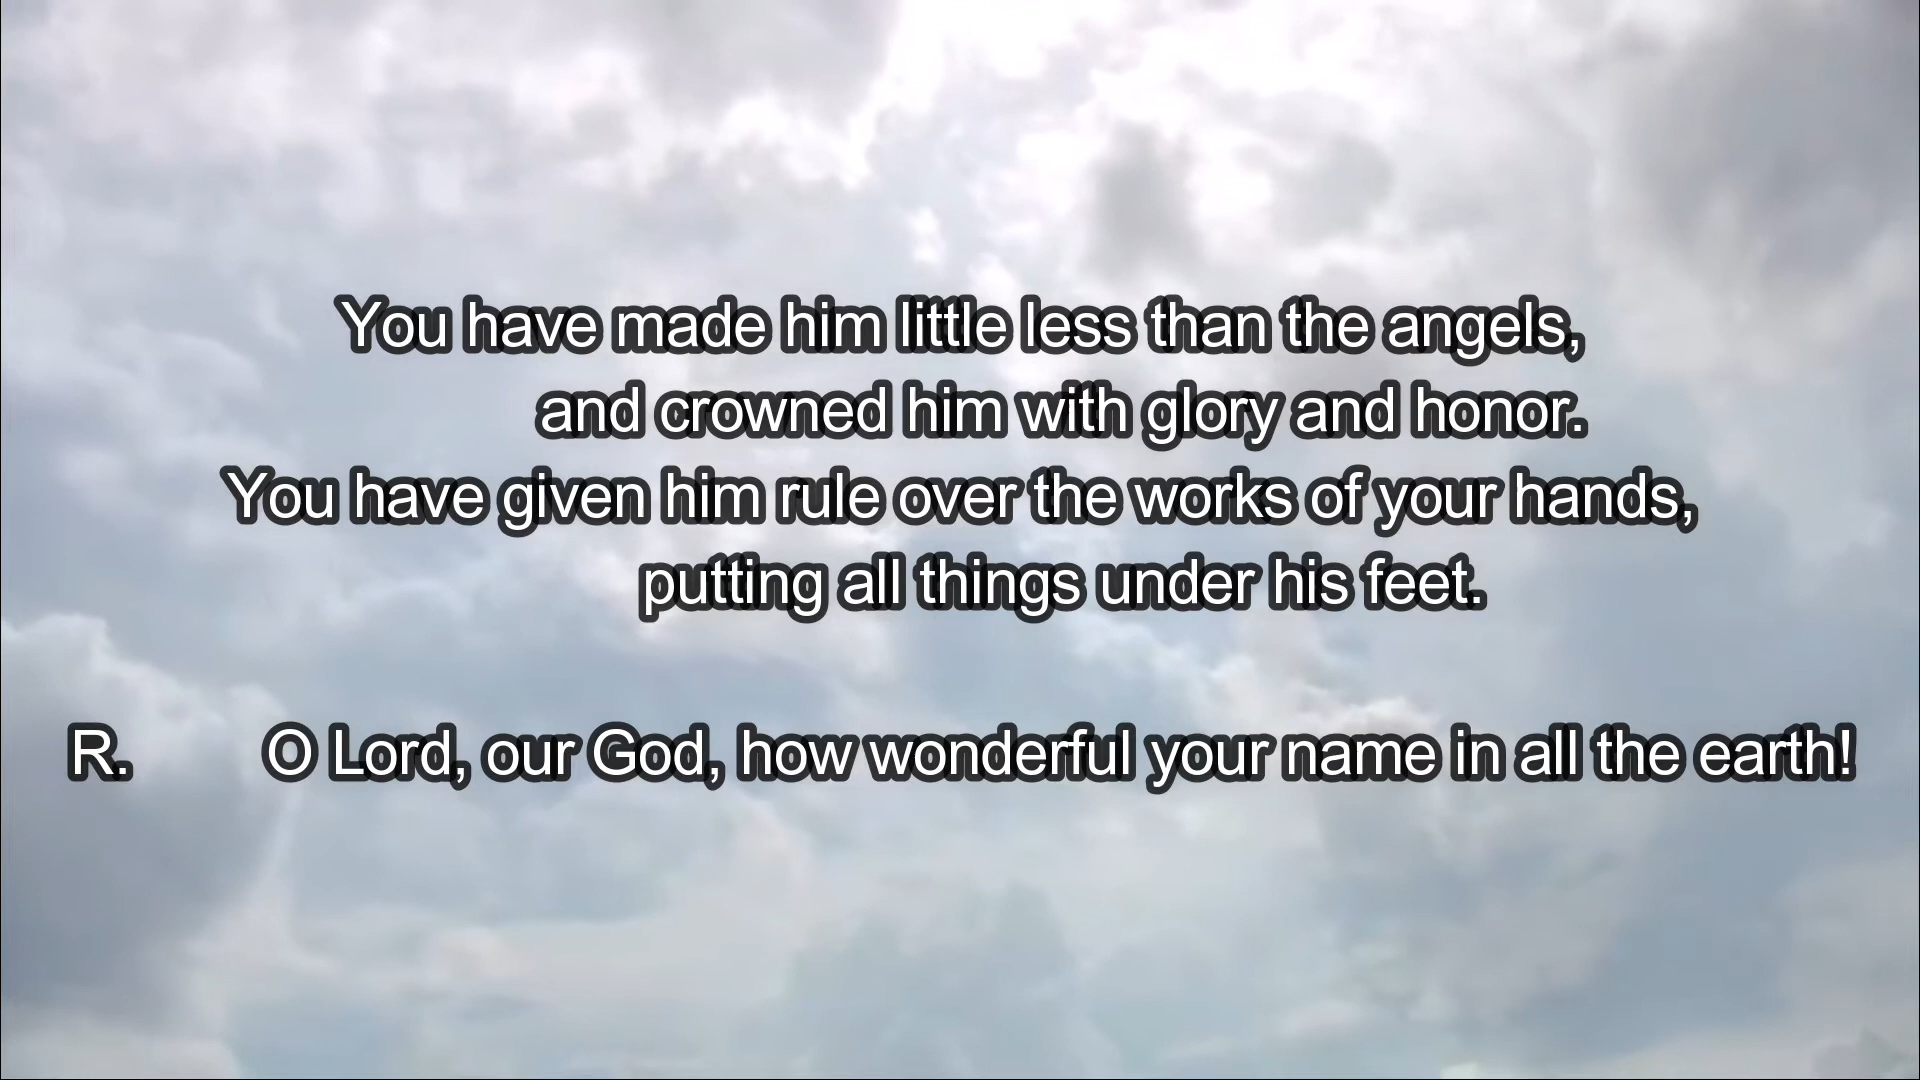 You have made him little less than the angels,
and crowned him with glory and honor.
You have given him rule over the works of your hands,
putting all things under his feet.
R. O Lord, our God, how wonderful your name in all the earth!